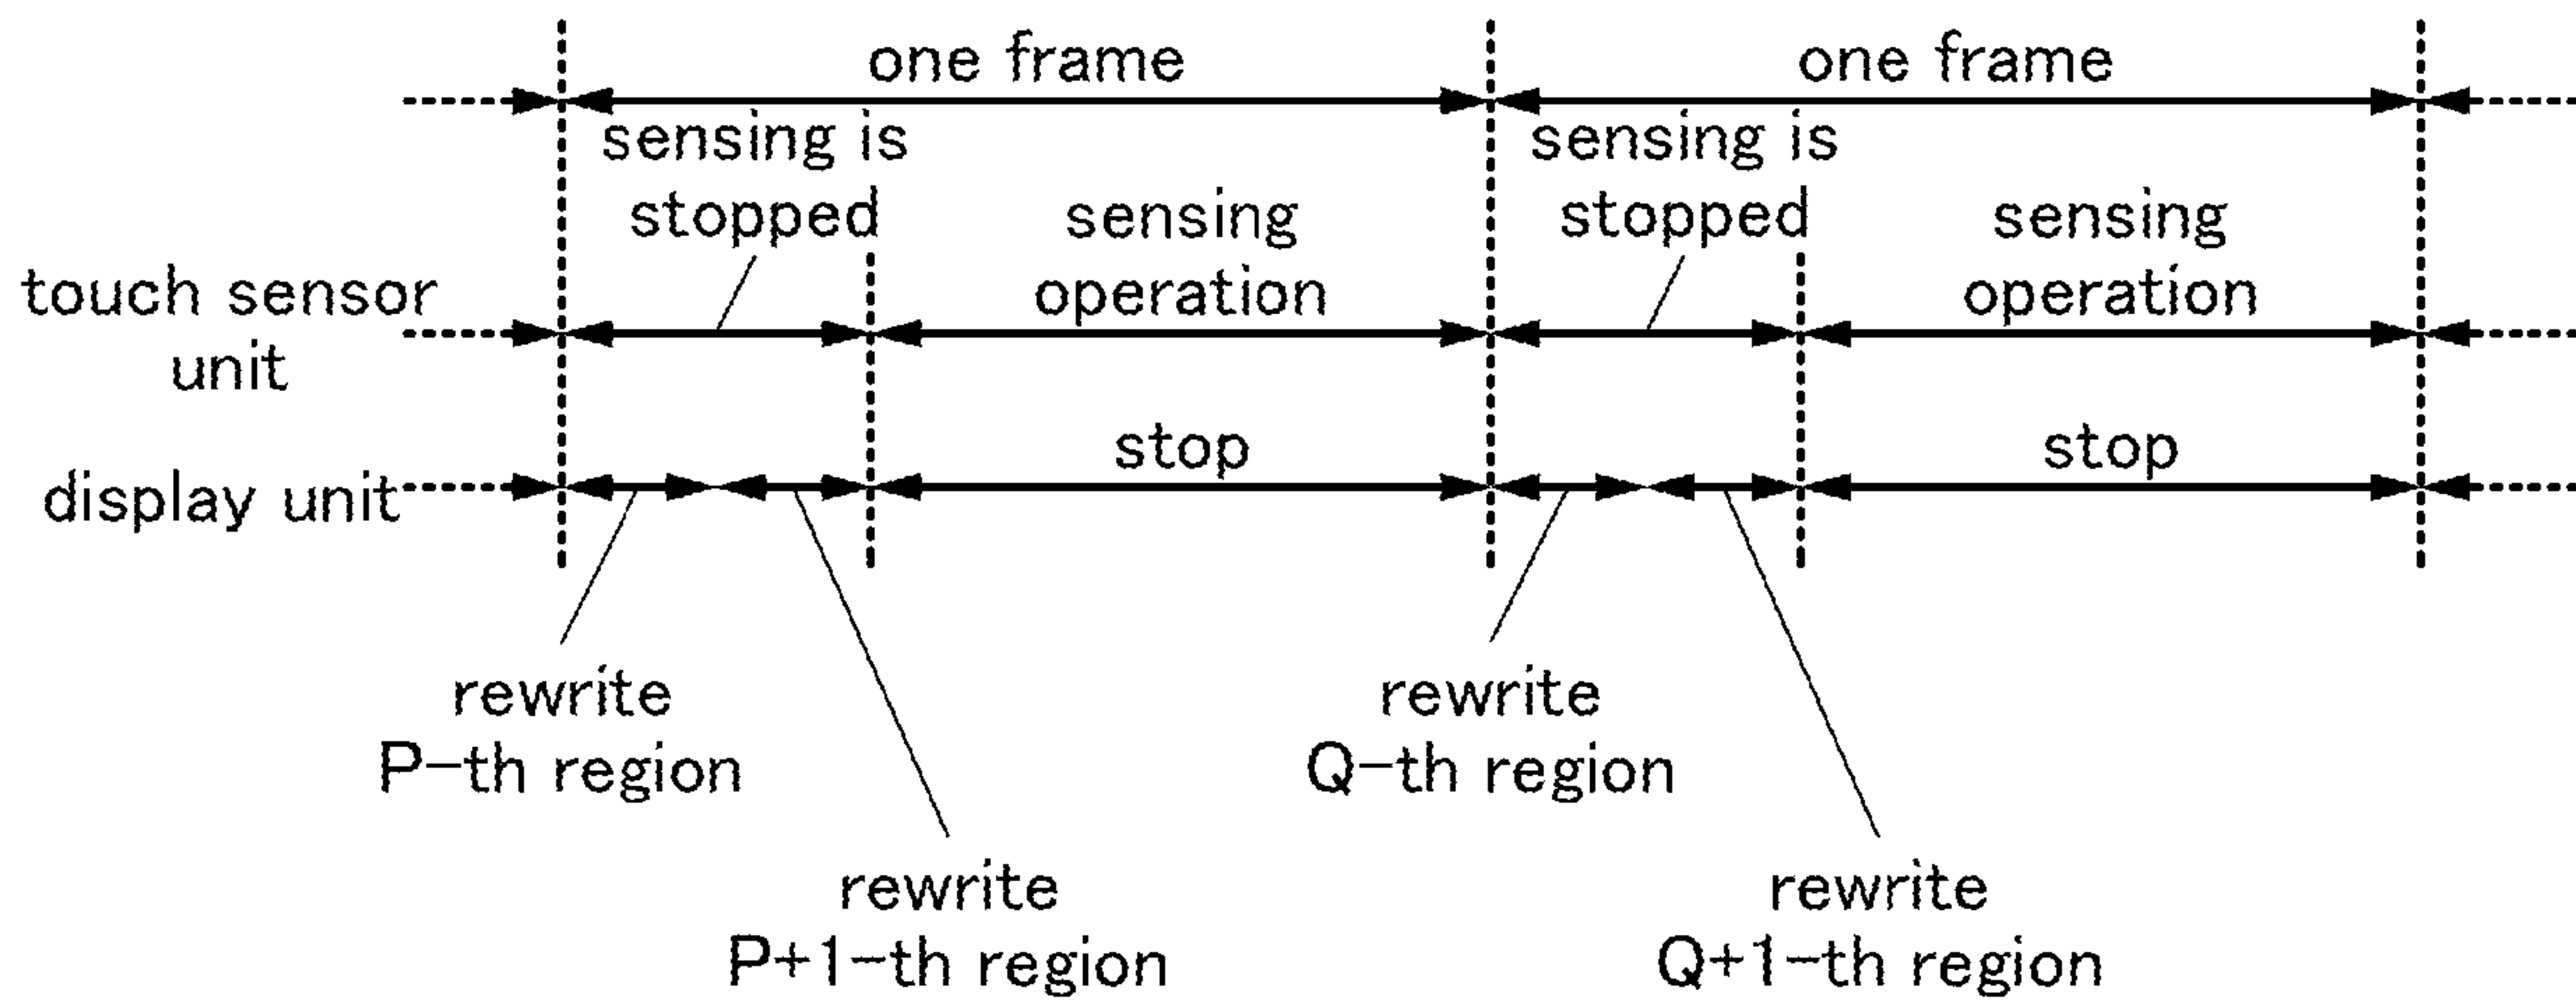 one frame
one frame
sensing is
stopped
sensing
operation
sensing is
stopped
sensing
operation
touch sensor
unit
stop
stop
display unit
rewrite
P-th region
rewrite
Q-th region
rewrite
P+1-th region
rewrite
Q+1-th region